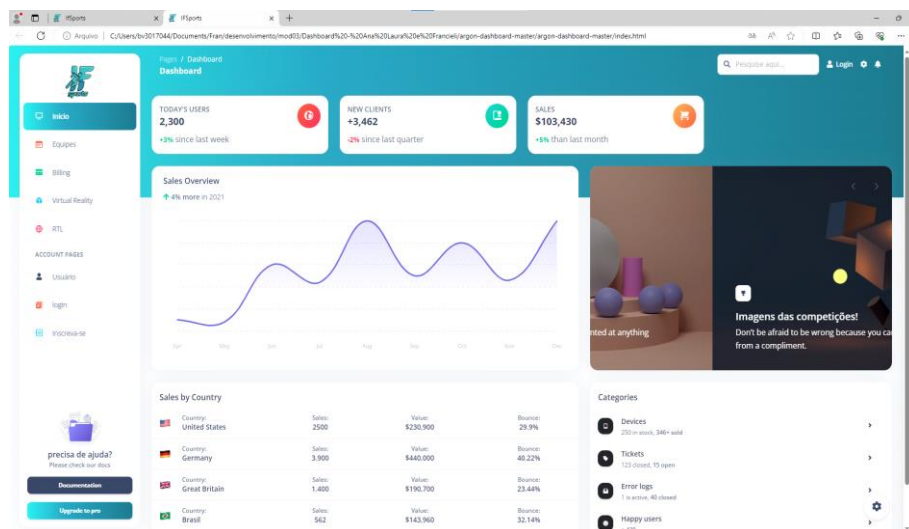 IFSports
IFSports
Arquivo
C:/Users/bv3017044/Documents/Fran/desenvolvimento/mod03/Dashboard%20-%20Ana%20Laura%20e%20Francieli/argon-dashboard-master/argon-dashboard-master/index.html
IF
sports
Pages / Dashboard
Dashboard
Pesquise aqui...
Login
Início
Equipes
Billing
Virtual Reality
RTL
ACCOUNT PAGES
Usuário
login
Inscreva-se
precisa de ajuda?
Please check our docs
Documentation
Upgrade to pro
TODAY'S USERS
2,300
+3% since last week
NEW CLIENTS
+3,462
-2% since last quarter
SALES
$103,430
+5% than last month
Sales Overview
4% more in 2021
Apr May Jun Jul Aug Sep Oct Nov Dec
nted at anything
Imagens das competições!
Don't be afraid to be wrong because you ca
from a compliment.
Sales by Country
Country: Sales: Value: Bounce:
United States 2500 $230,900 29.9%
Country: Sales: Value: Bounce:
Germany 3.900 $440,000 40.22%
Country: Sales: Value: Bounce:
Great Britain 1.400 $190,700 23.44%
Country: Sales: Value: Bounce:
Brasil 562 $143,960 32.14%
Categories
Devices
250 in stock, 346+ sold
Tickets
123 closed, 15 open
Error logs
1 is active, 40 closed
Happy users